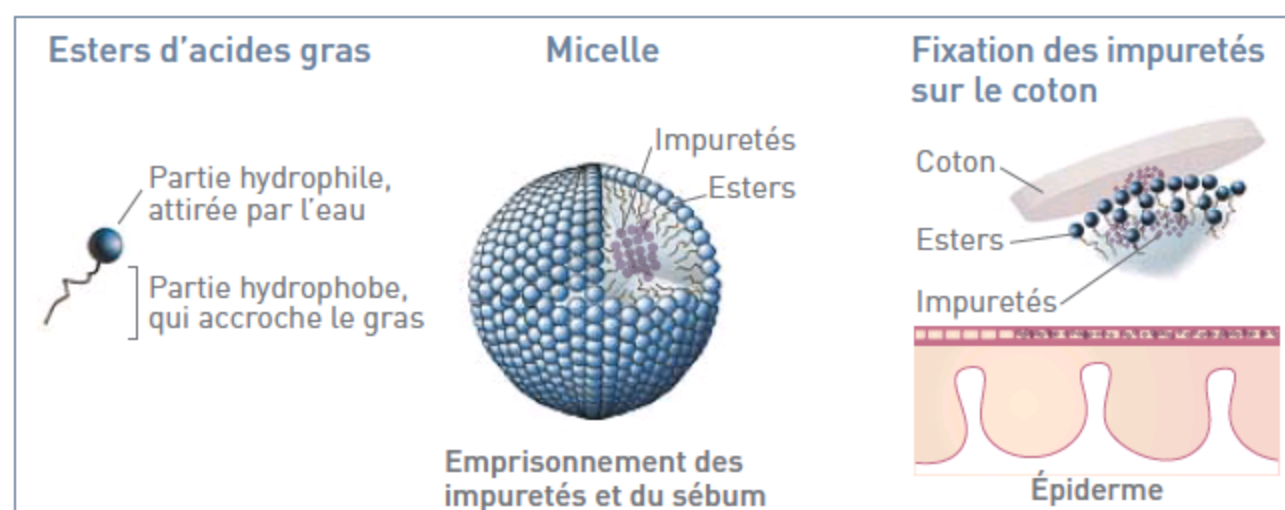 Esters d'acides gras
Partie hydrophile,
attirée par l'eau
Partie hydrophobe,
qui accroche le gras
Micelle
Impuretés
Esters
Emprisonnement des
impuretés et du sébum
Fixation des impuretés
sur le coton
Coton
Esters
Impuretés
Épiderme